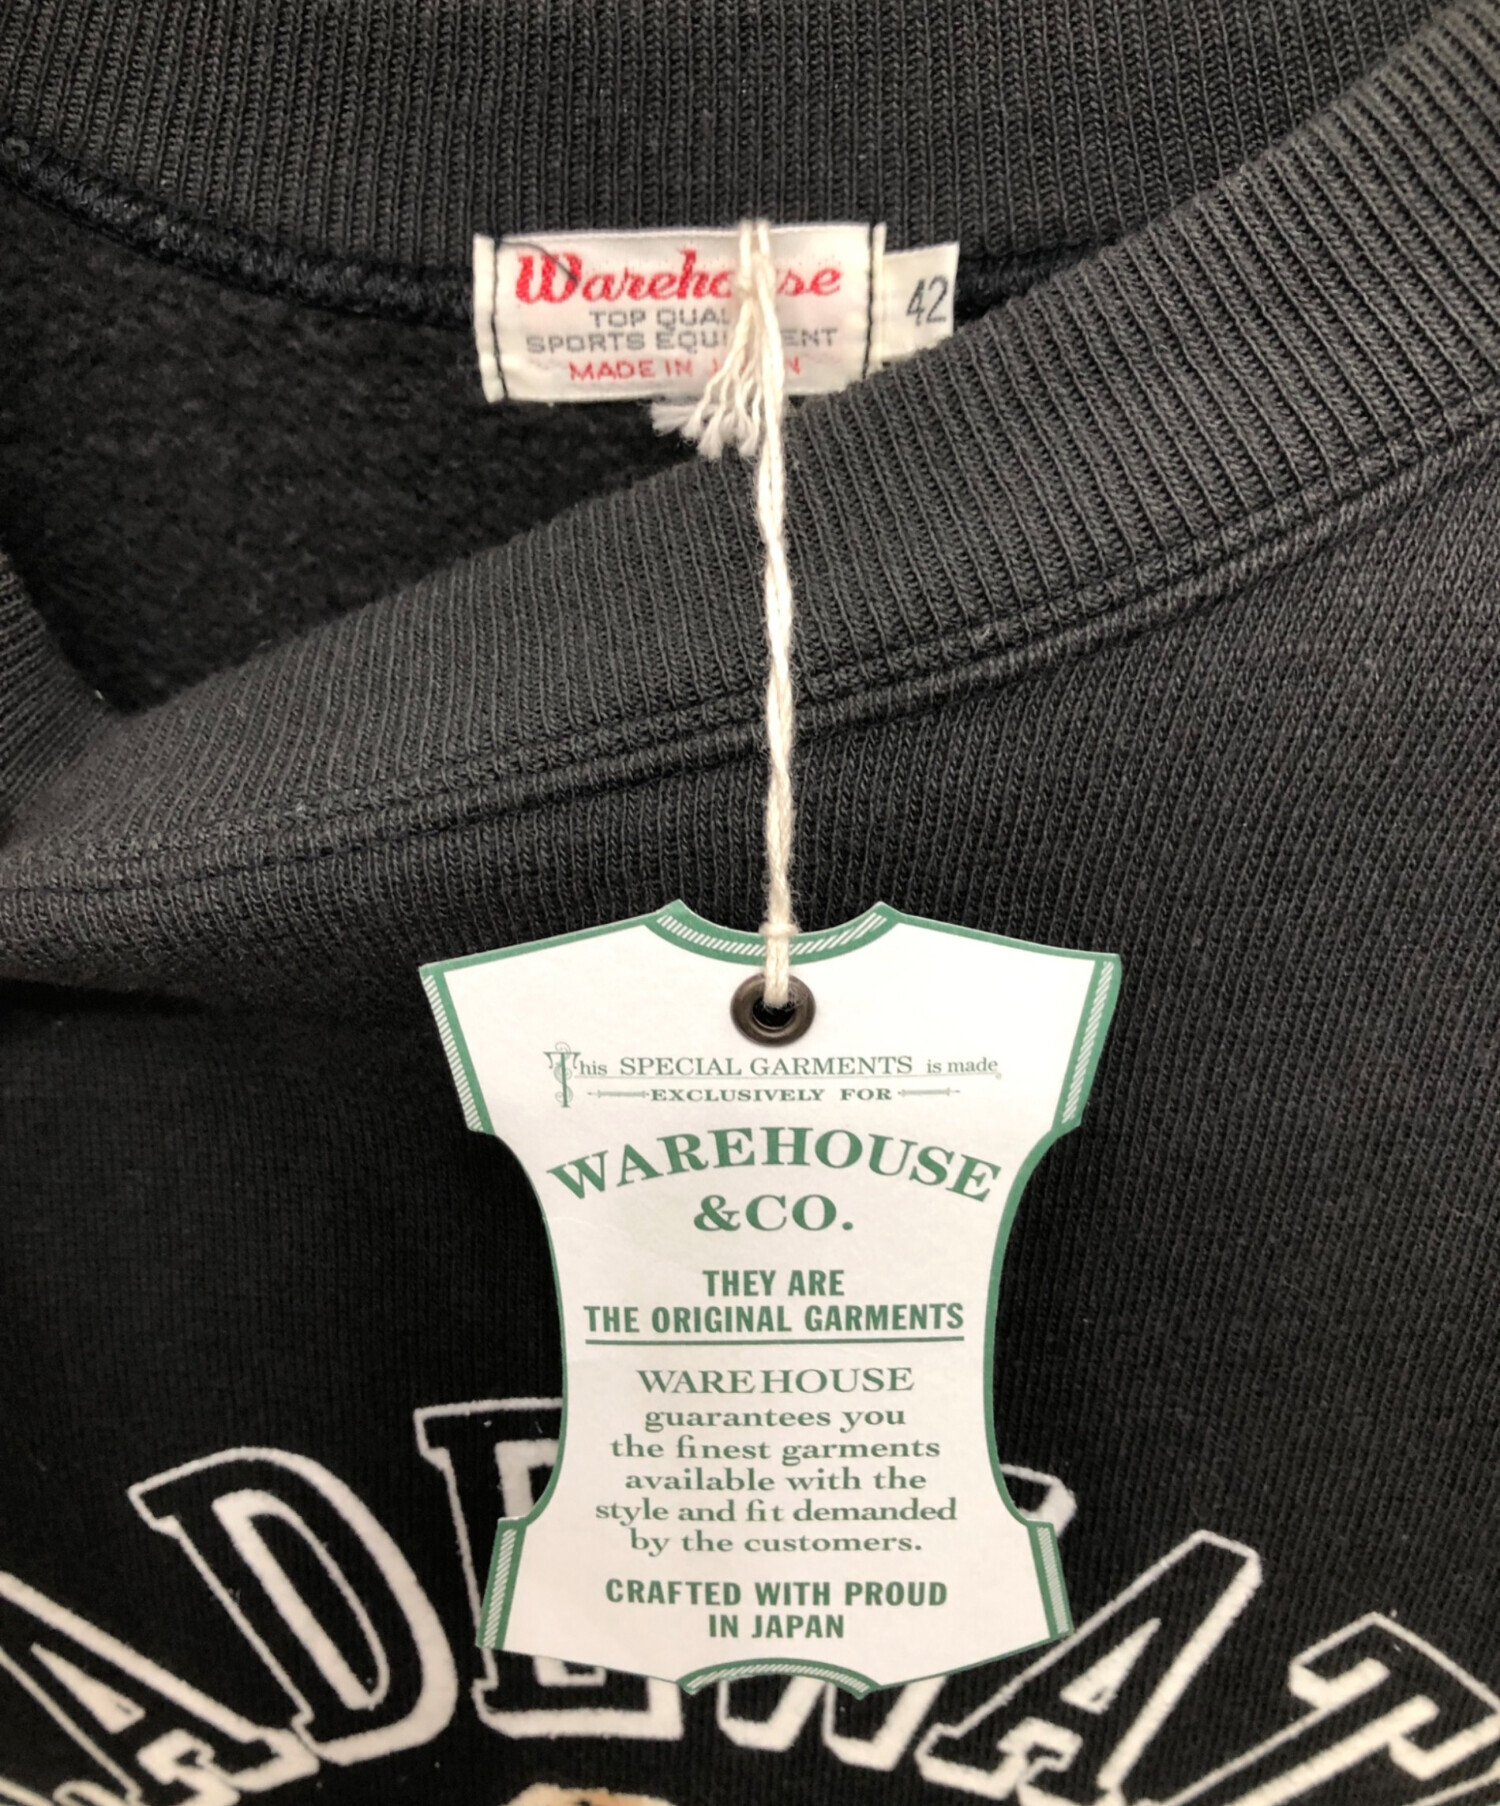 Warehouse
TOP
SPORTS
MADE IN
42
This SPECIAL GARMENTS is made
EXCLUSIVELY FOR
WAREHOUSE
&CO.
THEY ARE
THE ORIGINAL GARMENTS
WAREHOUSE
guarantees you
the finest garments
available with the
style and fit demanded
by the customers.
CRAFTED WITH PROUD
IN JAPAN